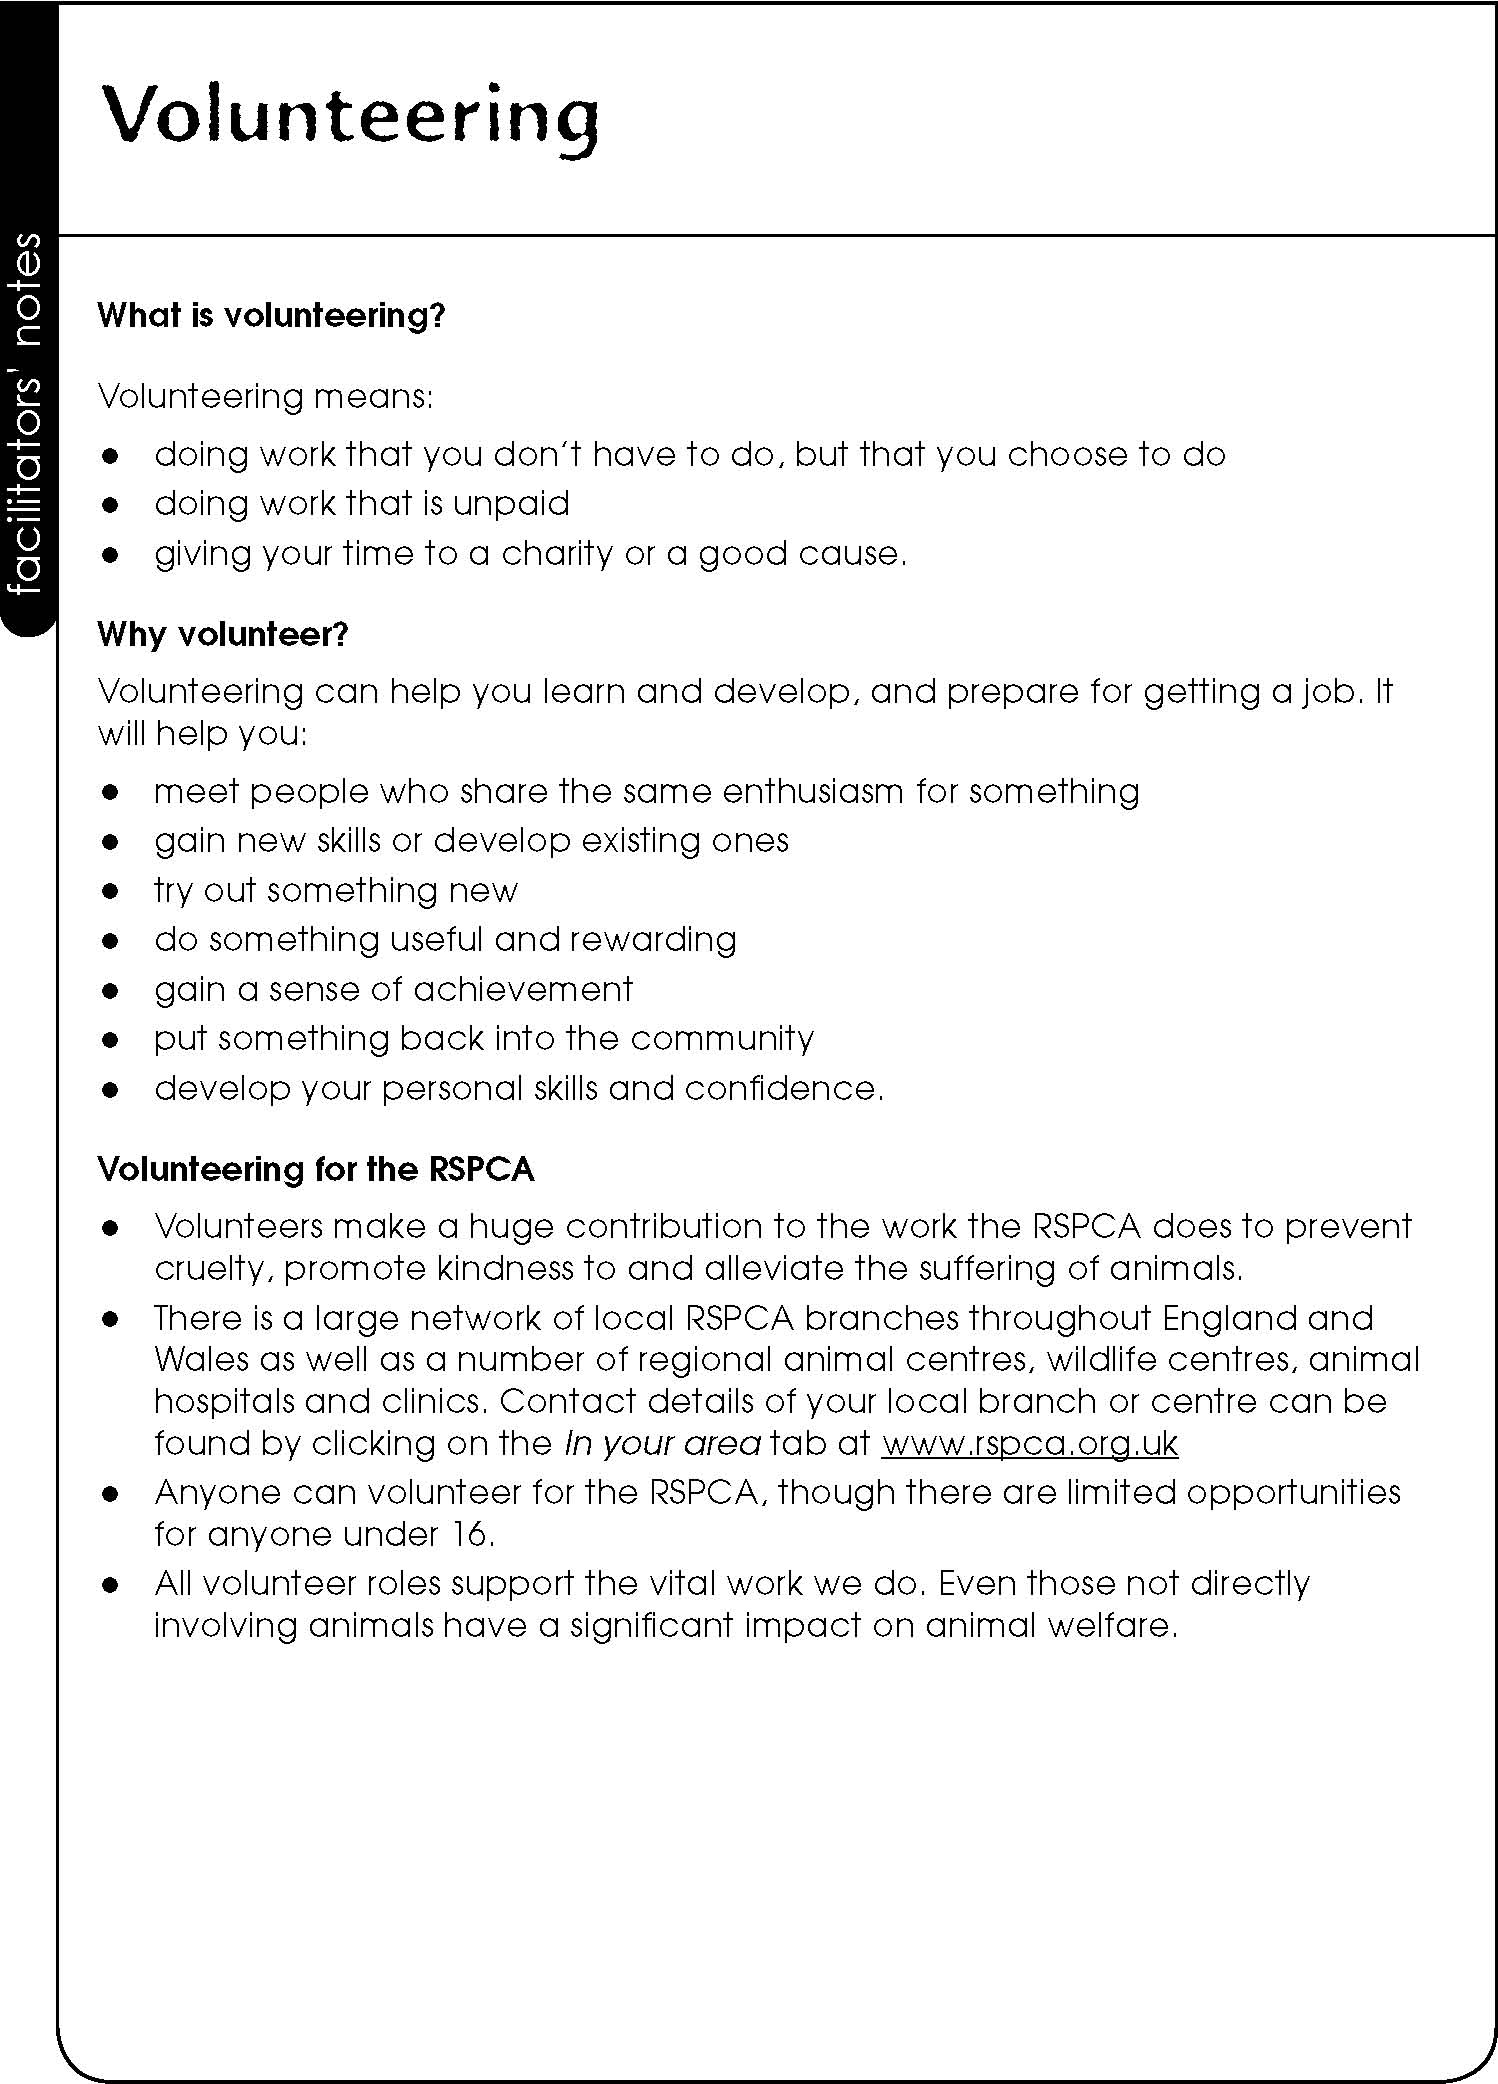 Volunteering
facilitators' notes
What is volunteering?
Volunteering means:
● doing work that you don't have to do, but that you choose to do
● doing work that is unpaid
● giving your time to a charity or a good cause.
Why volunteer?
Volunteering can help you learn and develop, and prepare for getting a job. It
will help you:
● meet people who share the same enthusiasm for something
● gain new skills or develop existing ones
● try out something new
● do something useful and rewarding
● gain a sense of achievement
● put something back into the community
● develop your personal skills and confidence.
Volunteering for the RSPCA
● Volunteers make a huge contribution to the work the RSPCA does to prevent
cruelty, promote kindness to and alleviate the suffering of animals.
● There is a large network of local RSPCA branches throughout England and
Wales as well as a number of regional animal centres, wildlife centres, animal
hospitals and clinics. Contact details of your local branch or centre can be
found by clicking on the In your area tab at www.rspca.org.uk
● Anyone can volunteer for the RSPCA, though there are limited opportunities
for anyone under 16.
● All volunteer roles support the vital work we do. Even those not directly
involving animals have a significant impact on animal welfare.